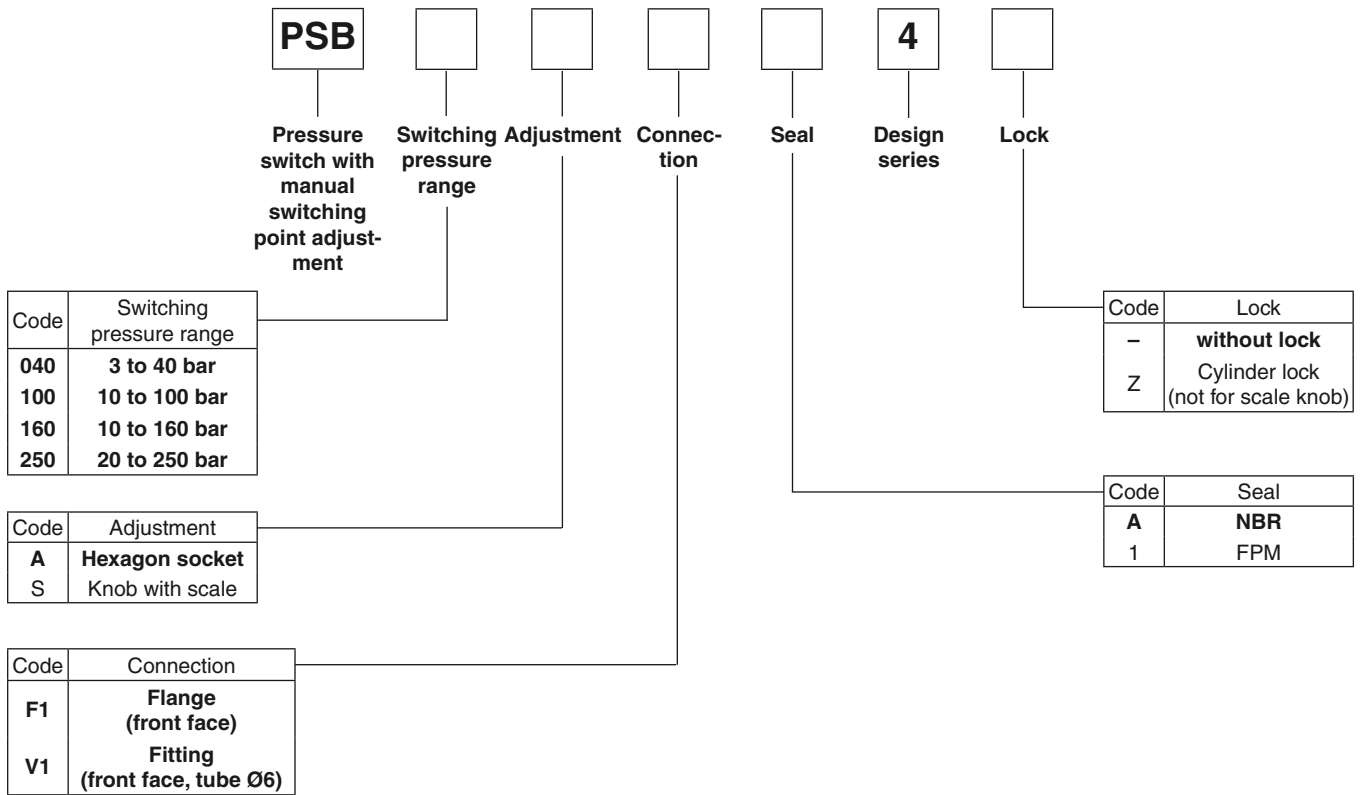 PSB
4
Pressure
switch with
manual
switching
point adjust-
ment
Switching
pressure
range
Adjustment
Connec-
tion
Seal
Design
series
Lock
Code Switching
pressure range
040 3 to 40 bar
100 10 to 100 bar
160 10 to 160 bar
250 20 to 250 bar
Code Adjustment
A Hexagon socket
S Knob with scale
Code Connection
F1 Flange
(front face)
V1 Fitting
(front face, tube Ø6)
Code Lock
– without lock
Z Cylinder lock
(not for scale knob)
Code Seal
A NBR
1 FPM